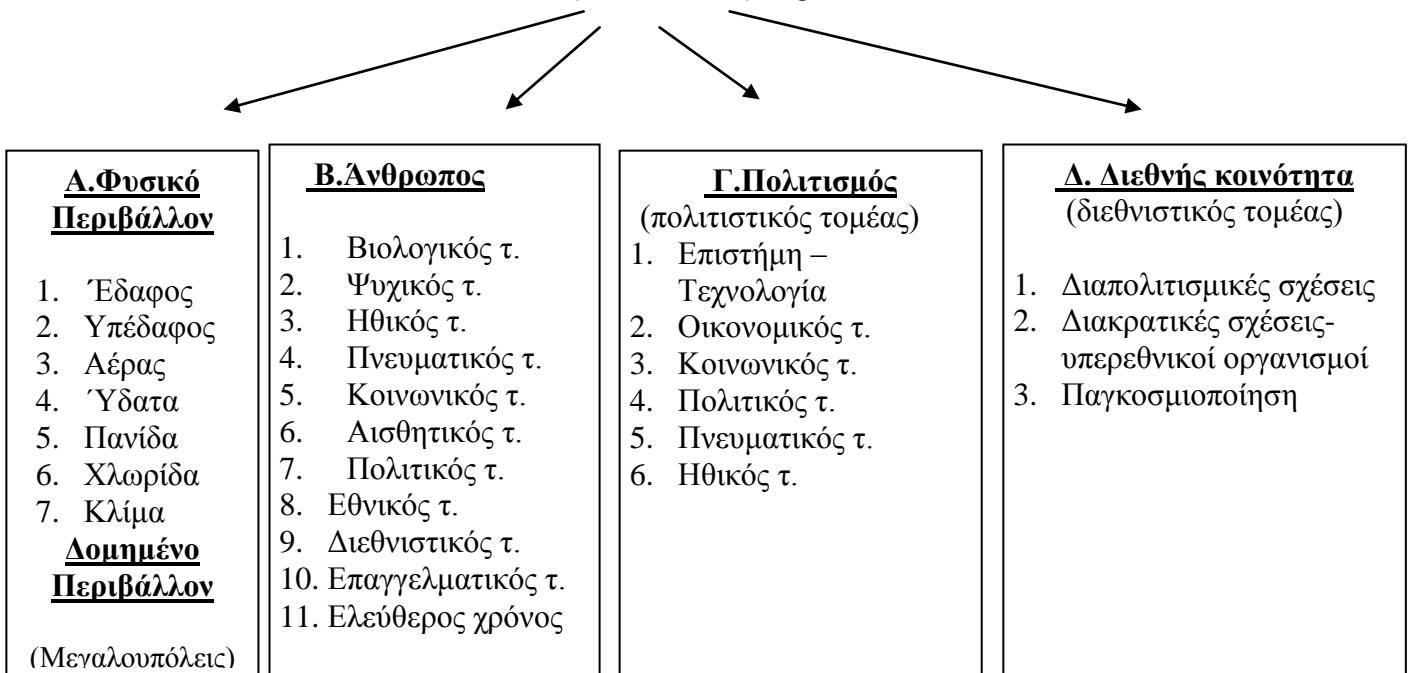 Α.Φυσικό
Περιβάλλον
1. Έδαφος
2. Υπέδαφος
3. Αέρας
4. Ύδατα
5. Πανίδα
6. Χλωρίδα
7. Κλίμα
Δομημένο
Περιβάλλον
(Μεγαλουπόλεις)
Β.Άνθρωπος
1. Βιολογικός τ.
2. Ψυχικός τ.
3. Ηθικός τ.
4. Πνευματικός τ.
5. Κοινωνικός τ.
6. Αισθητικός τ.
7. Πολιτικός τ.
8. Εθνικός τ.
9. Διεθνιστικός τ.
10. Επαγγελματικός τ.
11. Ελεύθερος χρόνος
Γ.Πολιτισμός
(πολιτιστικός τομέας)
1. Επιστήμη –
Τεχνολογία
2. Οικονομικός τ.
3. Κοινωνικός τ.
4. Πολιτικός τ.
5. Πνευματικός τ.
6. Ηθικός τ.
Δ. Διεθνής κοινότητα
(διεθνιστικός τομέας)
1. Διαπολιτισμικές σχέσεις
2. Διακρατικές σχέσεις-
υπερεθνικοί οργανισμοί
3. Παγκοσμιοποίηση